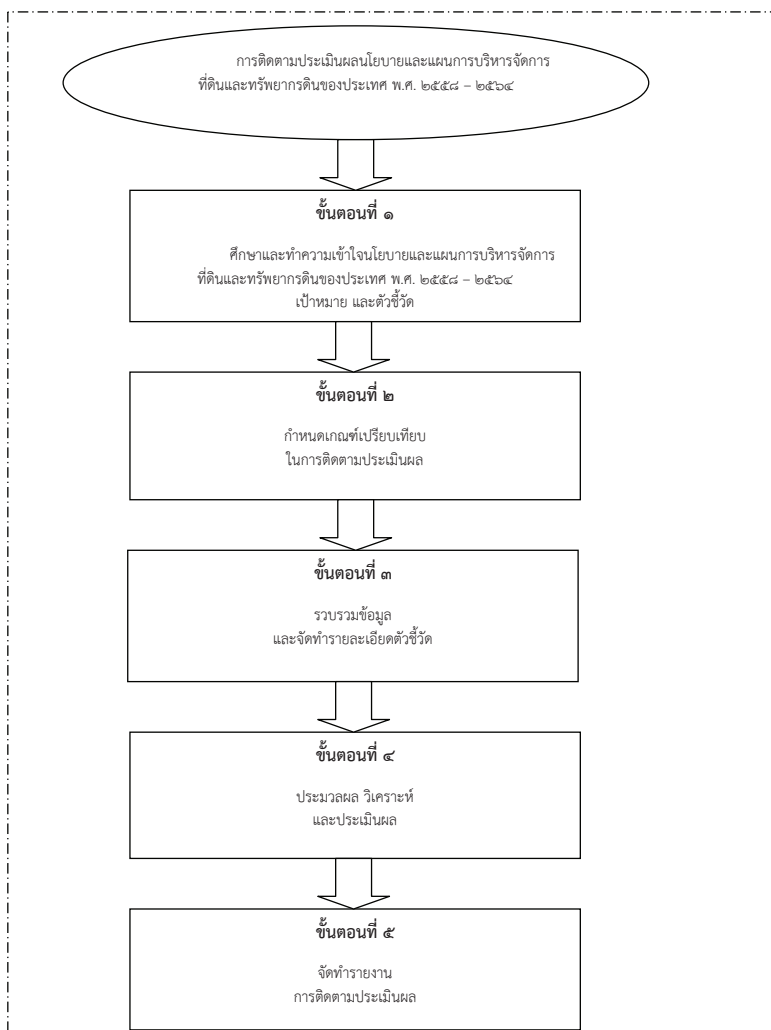 การติดตามประเมินผลนโยบายและแผนการบริหารจัดการ
ที่ดินและทรัพยากรดินของประเทศ พ.ศ. ๒๕๕๘ – ๒๕๖๔
ขั้นตอนที่ ๑
ศึกษาและทำความเข้าใจนโยบายและแผนการบริหารจัดการ
ที่ดินและทรัพยากรดินของประเทศ พ.ศ. ๒๕๕๘ – ๒๕๖๔
เป้าหมาย และตัวชี้วัด
ขั้นตอนที่ ๒
กำหนดเกณฑ์เปรียบเทียบ
ในการติดตามประเมินผล
ขั้นตอนที่ ๓
รวบรวมข้อมูล
และจัดทำรายละเอียดตัวชี้วัด
ขั้นตอนที่ ๔
ประมวลผล วิเคราะห์
และประเมินผล
ขั้นตอนที่ ๕
จัดทำรายงาน
การติดตามประเมินผล